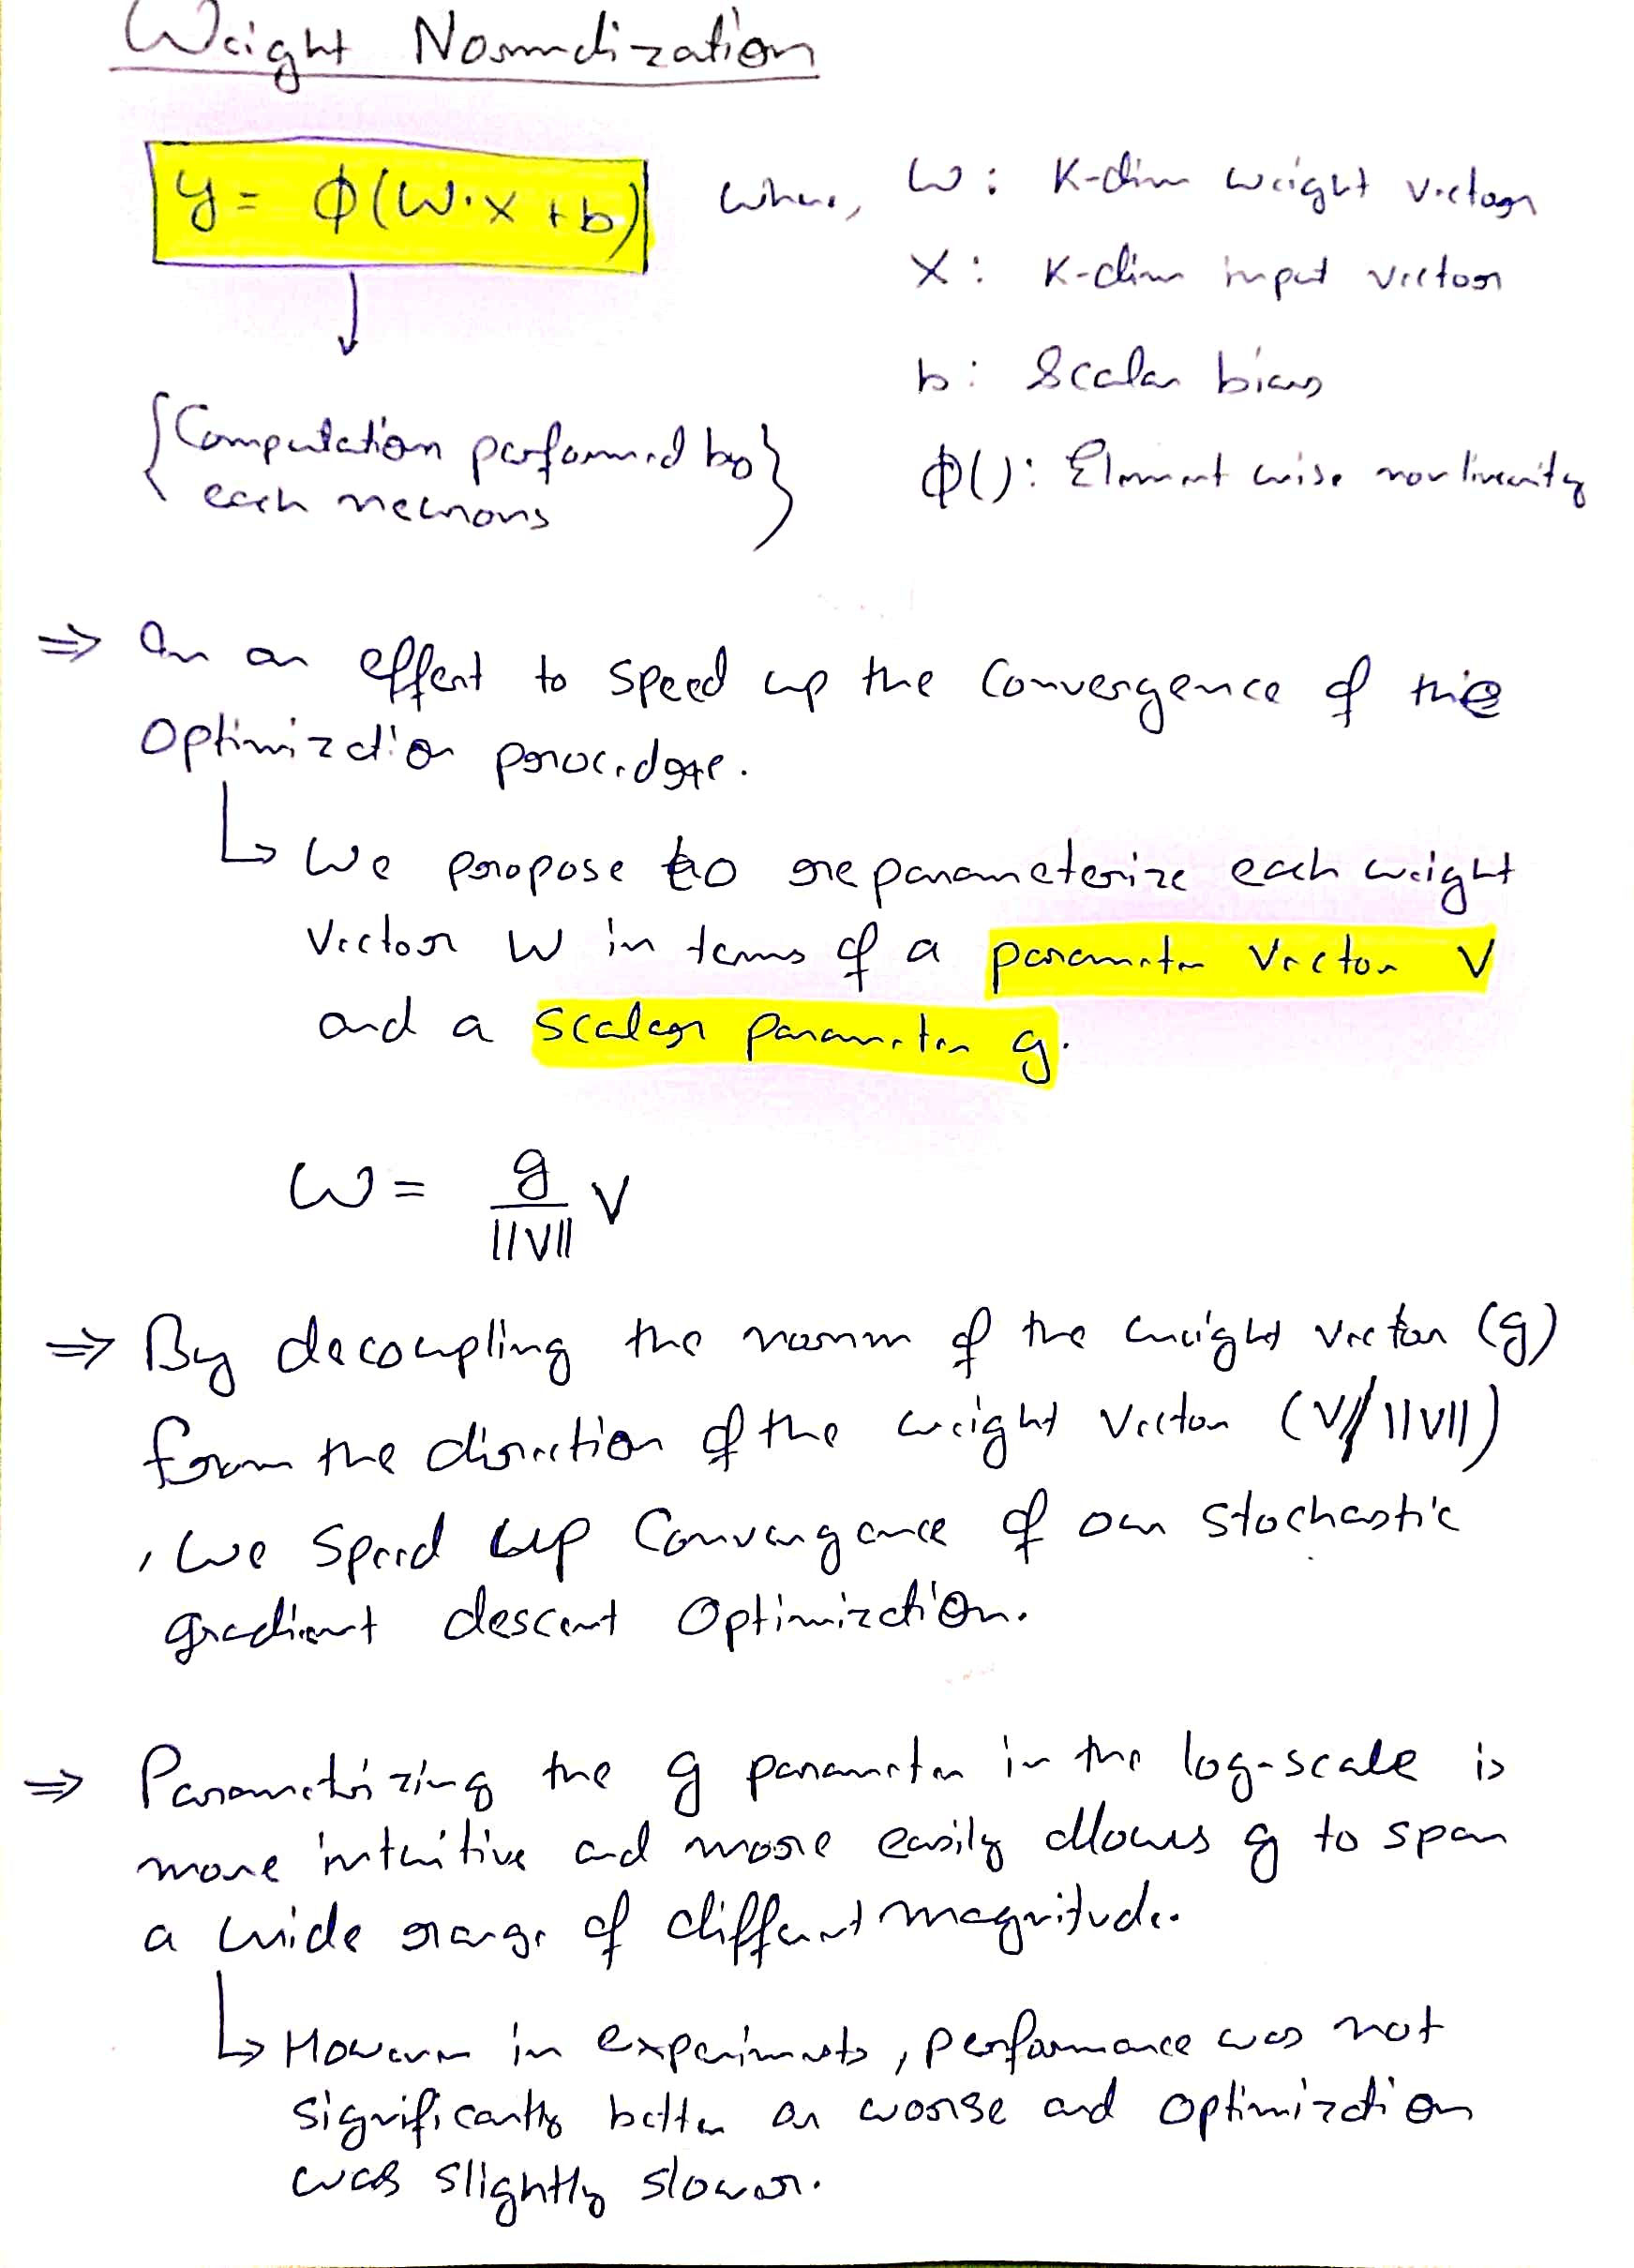 Weight Normalization
y = ϕ(W·X + b) where, W: K-dim weight vector
X: K-dim input vector
b: Scalar bias
{Computation performed by
each neurons}
ϕ(): Element wise non linearity
⇒ In an effort to speed up the convergence of this
Optimization procedure.
↳ We propose to reparameterize each weight
vector W in terms of a parameter vector V
and a scalar parameter g.
W = g/||V|| V
⇒ By decoupling the norm of the weight vector (g)
from the direction of the weight vector (V/||V||)
, we speed up convergence of our stochastic
gradient descent optimization.
⇒ Parametrizing the g parameter in the log-scale is
more intuitive and more easily allows g to span
a wide range of different magnitude.
↳ However in experiments, performance was not
significantly better or worse and optimization
was slightly slower.